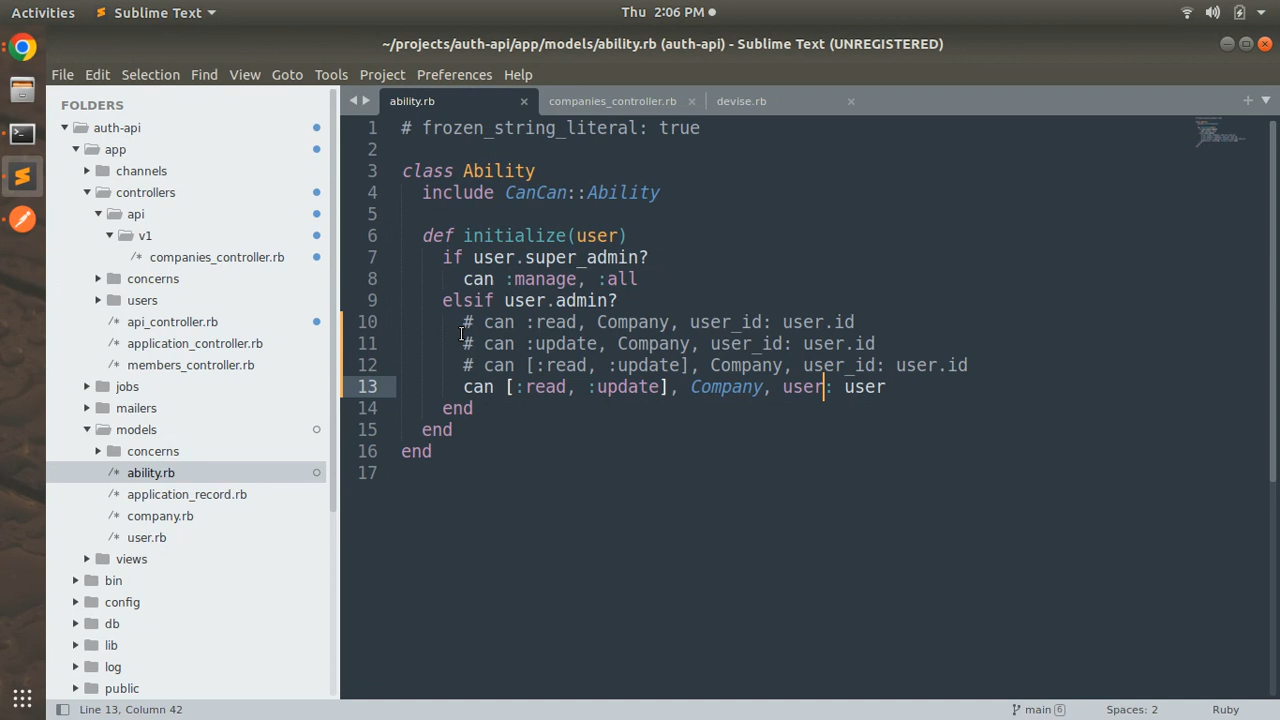 Activities Sublime Text Thu 2:06 PM
~/projects/auth-api/app/models/ability.rb (auth-api) - Sublime Text (UNREGISTERED)
File Edit Selection Find View Goto Tools Project Preferences Help
FOLDERS
auth-api
app
channels
controllers
api
v1
/* companies_controller.rb
concerns
users
/* api_controller.rb
/* application_controller.rb
/* members_controller.rb
jobs
mailers
models
concerns
/* ability.rb
/* application_record.rb
/* company.rb
/* user.rb
views
bin
config
db
lib
log
public
ability.rb × companies_controller.rb × devise.rb ×
1 # frozen_string_literal: true
2
3 class Ability
4 include CanCan::Ability
5
6 def initialize(user)
7 if user.super_admin?
8 can :manage, :all
9 elsif user.admin?
10 # can :read, Company, user_id: user.id
11 # can :update, Company, user_id: user.id
12 # can [:read, :update], Company, user_id: user.id
13 can [:read, :update], Company, user: user
14 end
15 end
16 end
17
Line 13, Column 42 main 6 Spaces: 2 Ruby